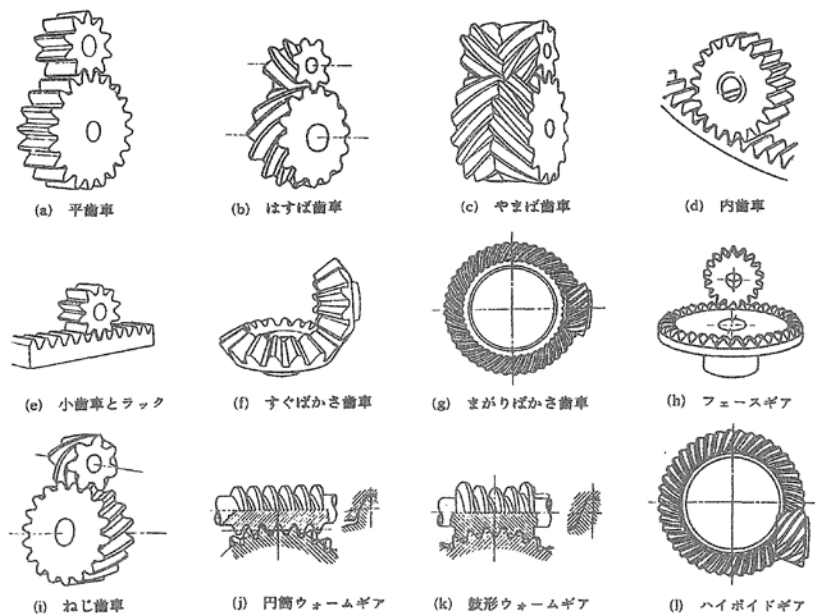 (a) 平歯車
(b) はすば歯車
(c) やまば歯車
(d) 内歯車
(e) 小歯車とラック
(f) すぐばかさ歯車
(g) まがりばかさ歯車
(h) フェースギア
(i) ねじ歯車
(j) 円筒ウォームギア
(k) 鼓形ウォームギア
(l) ハイポイドギア